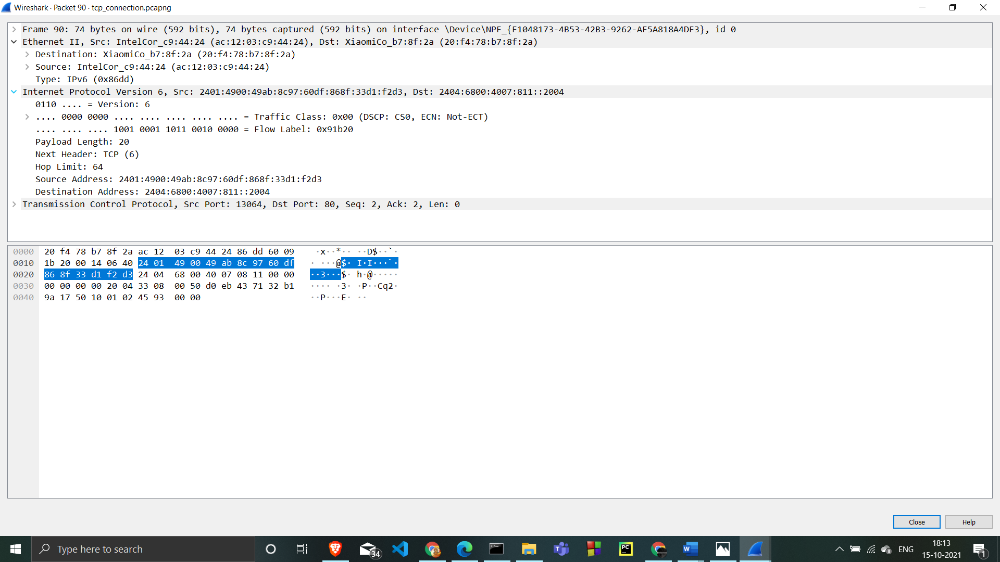 Wireshark · Packet 90 · tcp_connection.pcapng
Frame 90: 74 bytes on wire (592 bits), 74 bytes captured (592 bits) on interface \Device\NPF_{F1048173-4B53-42B3-9262-AF5A818A4DF3}, id 0
Ethernet II, Src: IntelCor_c9:44:24 (ac:12:03:c9:44:24), Dst: XiaomiCo_b7:8f:2a (20:f4:78:b7:8f:2a)
Destination: XiaomiCo_b7:8f:2a (20:f4:78:b7:8f:2a)
Source: IntelCor_c9:44:24 (ac:12:03:c9:44:24)
Type: IPv6 (0x86dd)
Internet Protocol Version 6, Src: 2401:4900:49ab:8c97:60df:868f:33d1:f2d3, Dst: 2404:6800:4007:811::2004
0110 .... = Version: 6
.... 0000 0000 .... .... .... .... .... = Traffic Class: 0x00 (DSCP: CS0, ECN: Not-ECT)
.... .... .... 1001 0001 1011 0010 0000 = Flow Label: 0x91b20
Payload Length: 20
Next Header: TCP (6)
Hop Limit: 64
Source Address: 2401:4900:49ab:8c97:60df:868f:33d1:f2d3
Destination Address: 2404:6800:4007:811::2004
Transmission Control Protocol, Src Port: 13064, Dst Port: 80, Seq: 2, Ack: 2, Len: 0
0000 20 f4 78 b7 8f 2a ac 12 03 c9 44 24 86 dd 60 09 ·x··*·· ··D$··`·
0010 1b 20 00 14 06 40 24 01 49 00 49 ab 8c 97 60 df · ···@$· I·I···`·
0020 86 8f 33 d1 f2 d3 24 04 68 00 40 07 08 11 00 00 ··3···$· h·@·····
0030 00 00 00 00 20 04 33 08 00 50 d0 eb 43 71 32 b1 ···· ·3· ·P··Cq2·
0040 9a 17 50 10 01 02 45 93 00 00 ··P···E· ··
Close
Help
Type here to search
34
PC
ENG
18:13
15-10-2021
1